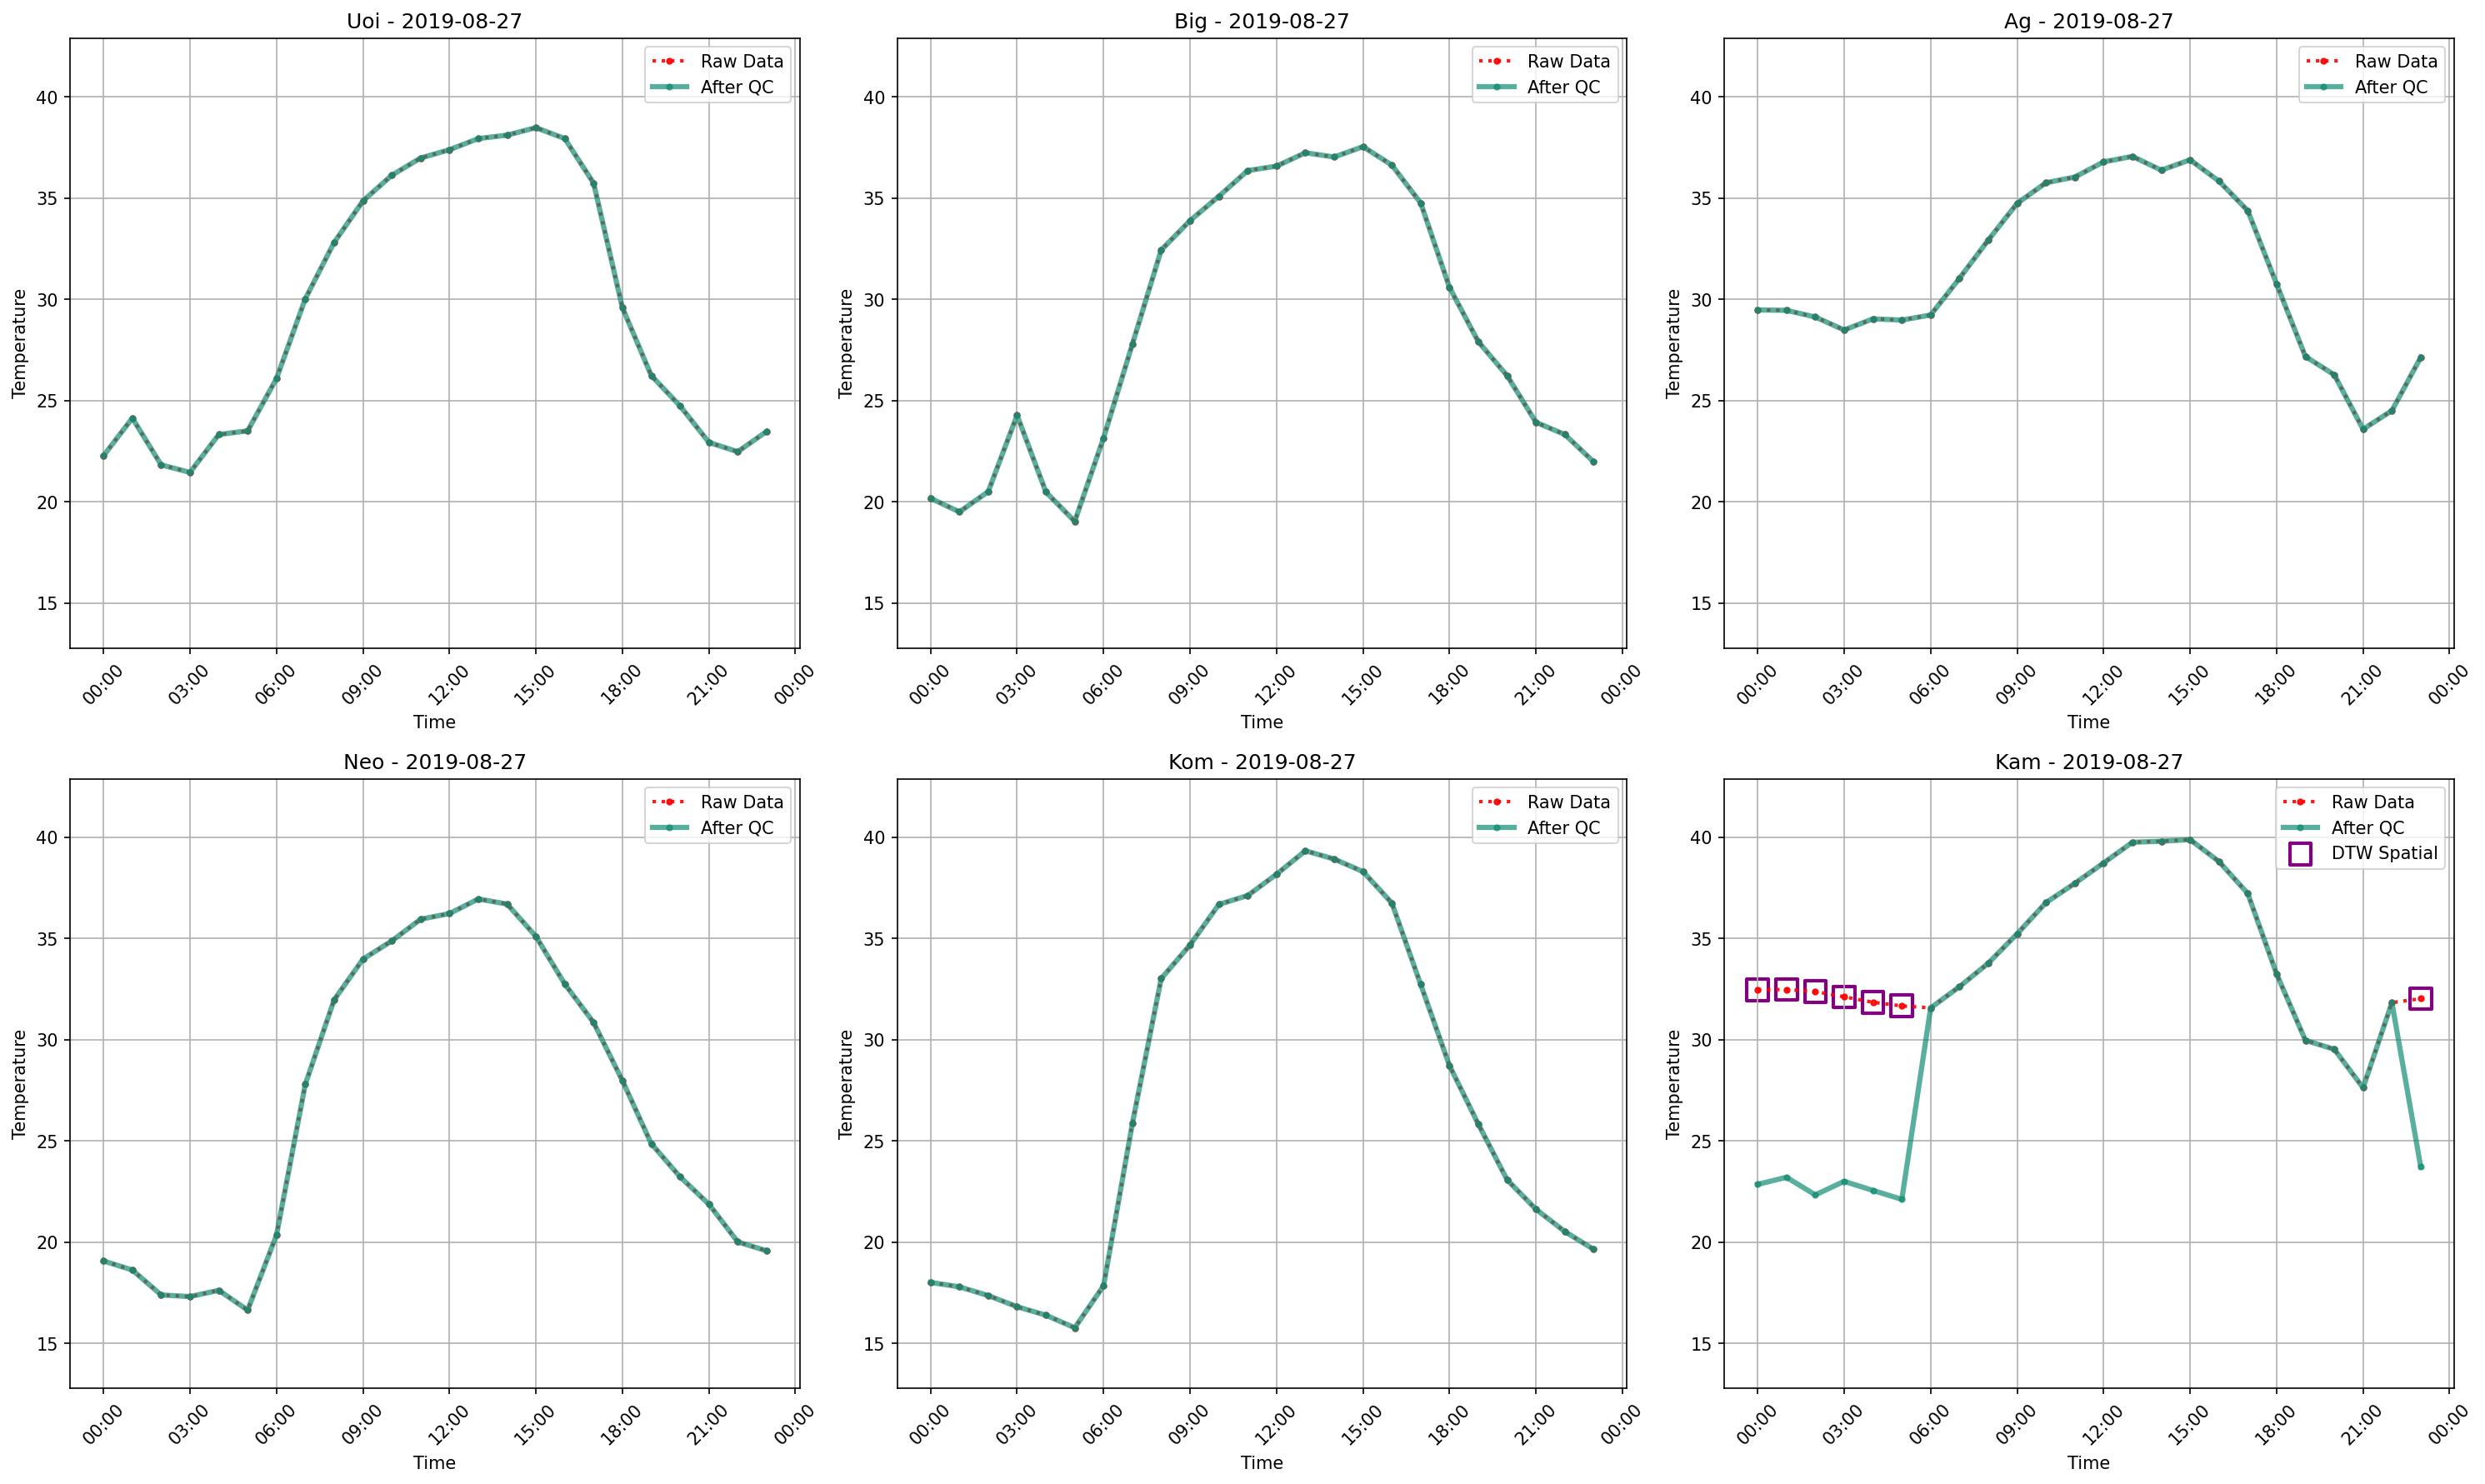 Uoi - 2019-08-27
Raw Data
After QC
40
35
30
25
20
15
Temperature
00:00
03:00
06:00
09:00
12:00
15:00
18:00
21:00
00:00
Time
Big - 2019-08-27
Raw Data
After QC
40
35
30
25
20
15
Temperature
00:00
03:00
06:00
09:00
12:00
15:00
18:00
21:00
00:00
Time
Ag - 2019-08-27
Raw Data
After QC
40
35
30
25
20
15
Temperature
00:00
03:00
06:00
09:00
12:00
15:00
18:00
21:00
00:00
Time
Neo - 2019-08-27
Raw Data
After QC
40
35
30
25
20
15
Temperature
00:00
03:00
06:00
09:00
12:00
15:00
18:00
21:00
00:00
Time
Kom - 2019-08-27
Raw Data
After QC
40
35
30
25
20
15
Temperature
00:00
03:00
06:00
09:00
12:00
15:00
18:00
21:00
00:00
Time
Kam - 2019-08-27
Raw Data
After QC
DTW Spatial
40
35
30
25
20
15
Temperature
00:00
03:00
06:00
09:00
12:00
15:00
18:00
21:00
00:00
Time